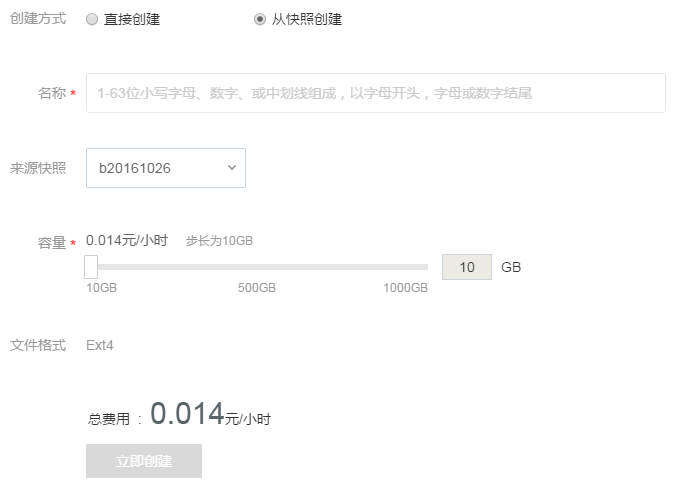 创建方式 直接创建 从快照创建
名称 * 1-63位小写字母、数字、或中划线组成，以字母开头，字母或数字结尾
来源快照 b20161026
容量 * 0.014元/小时 步长为10GB
10 GB
10GB 500GB 1000GB
文件格式 Ext4
总费用 : 0.014元/小时
立即创建